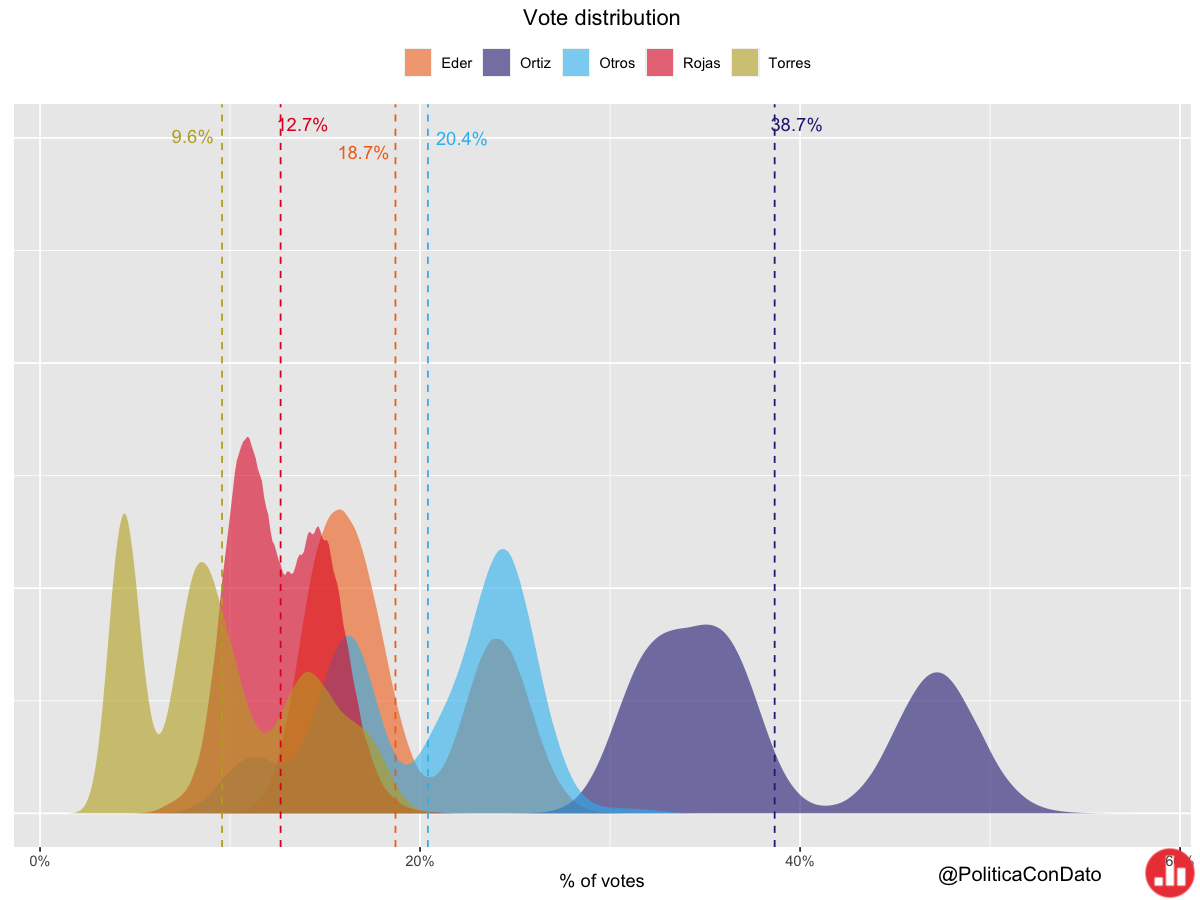 Vote distribution
Eder Ortiz Otros Rojas Torres
12.7% 38.7%
9.6% 20.4%
18.7%
0% 20% 40%
% of votes
@PoliticaConDato